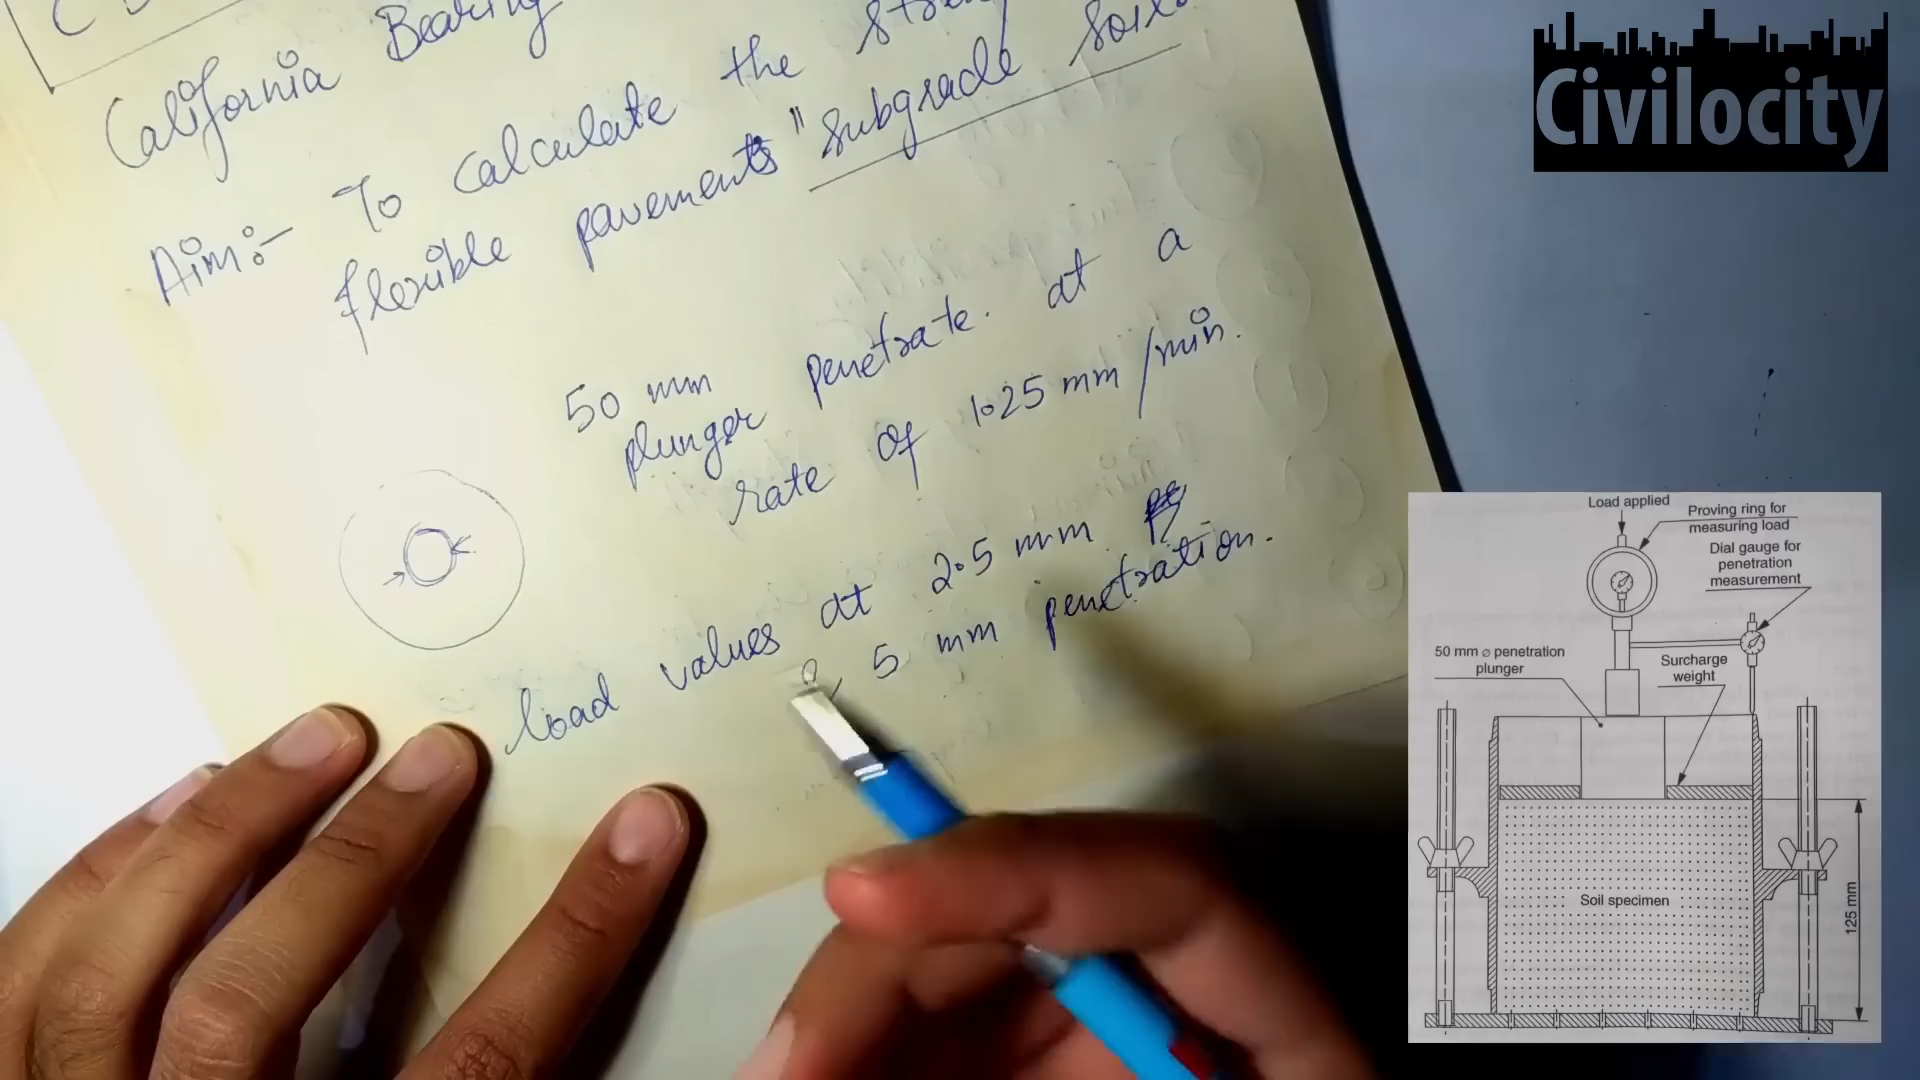 California Bearing
Aim:- To calculate the
flexible pavements "subgrade soil
50 mm
plunger penetrate. at a
rate of 1.25 mm/min.
load values at 2.5 mm
& 5 mm penetration.
Civilocity
Load applied
Proving ring for
measuring load
Dial gauge for
penetration
measurement
50 mm ⌀ penetration
plunger
Surcharge
weight
Soil specimen
125 mm